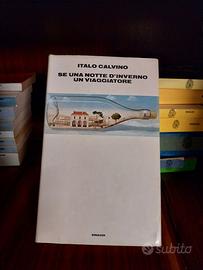 ITALO CALVINO
SE UNA NOTTE D'INVERNO
UN VIAGGIATORE
EINAUDI
subito